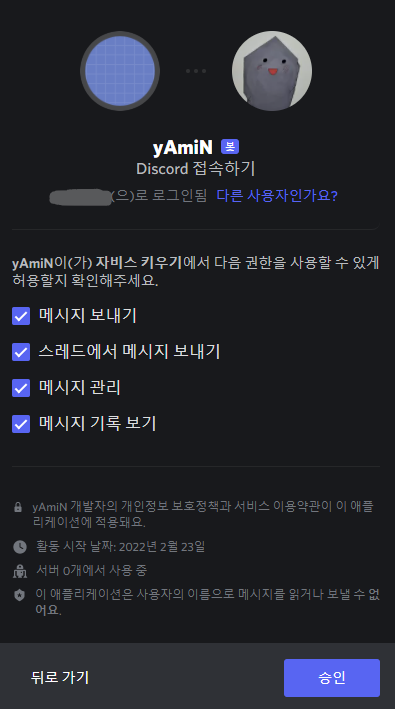 yAmiN 봇
Discord 접속하기
(으)로 로그인됨 다른 사용자인가요?
yAmiN이(가) 자비스 키우기에서 다음 권한을 사용할 수 있게
허용할지 확인해주세요.
메시지 보내기
스레드에서 메시지 보내기
메시지 관리
메시지 기록 보기
yAmiN 개발자의 개인정보 보호정책과 서비스 이용약관이 이 애플
리케이션에 적용돼요.
활동 시작 날짜: 2022년 2월 23일
서버 0개에서 사용 중
이 애플리케이션은 사용자의 이름으로 메시지를 읽거나 보낼 수 없
어요.
뒤로 가기
승인